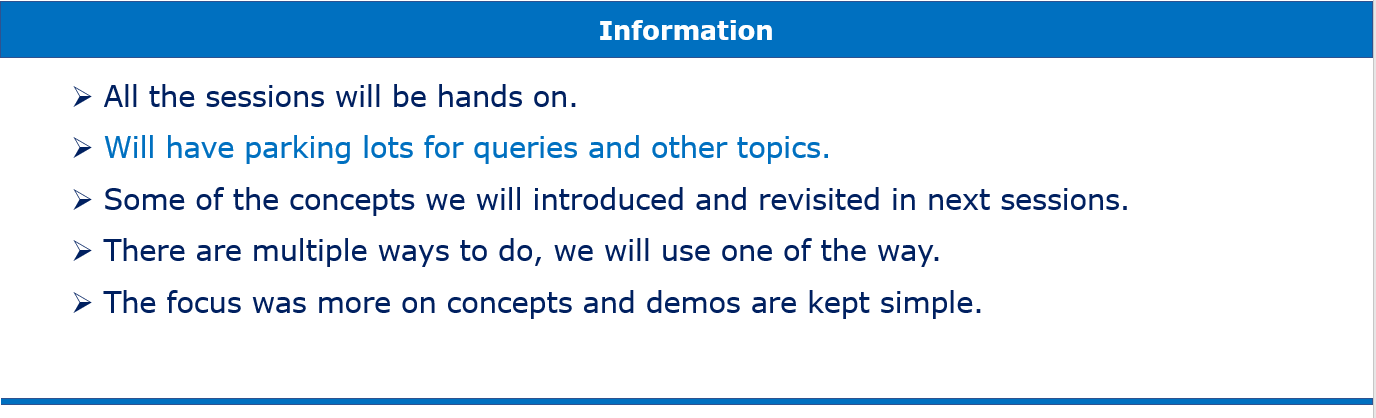 Information
➢ All the sessions will be hands on.
➢ Will have parking lots for queries and other topics.
➢ Some of the concepts we will introduced and revisited in next sessions.
➢ There are multiple ways to do, we will use one of the way.
➢ The focus was more on concepts and demos are kept simple.